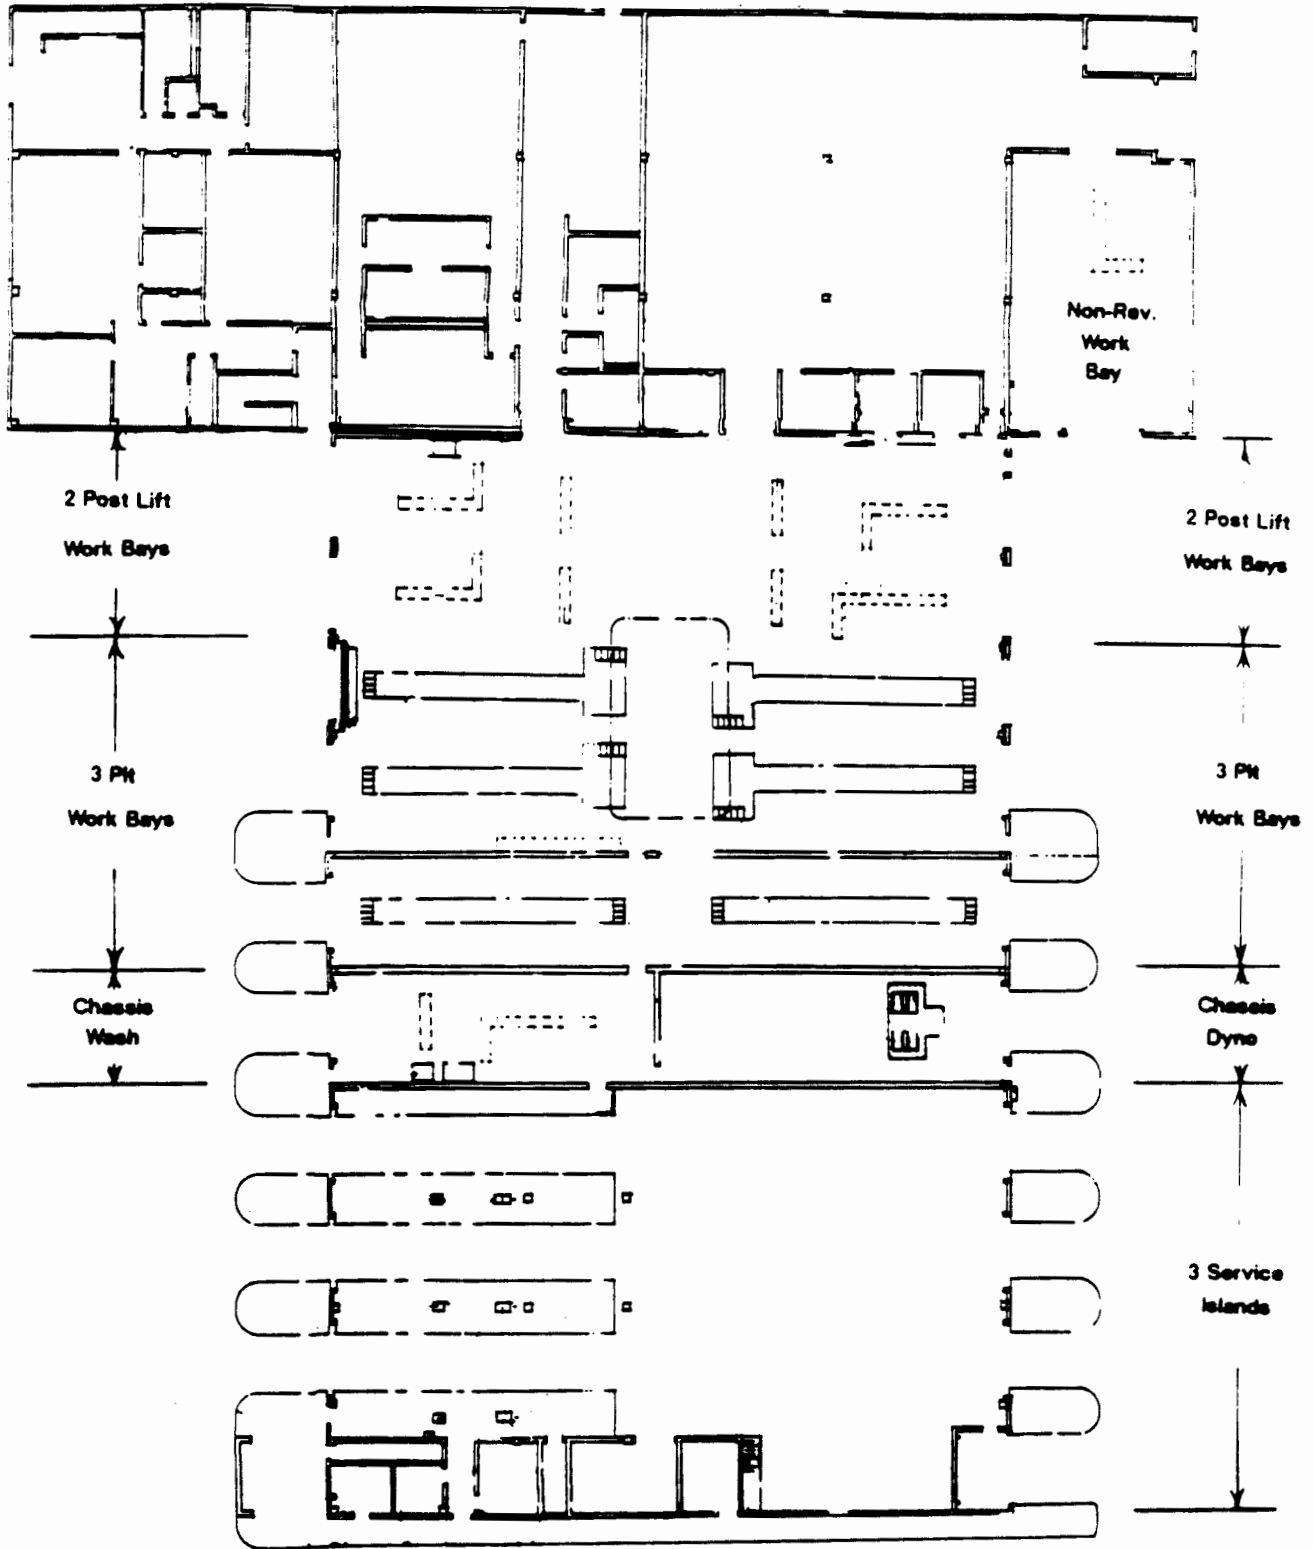 Non-Rev.
Work
Bay
2 Post Lift
Work Bays
2 Post Lift
Work Bays
3 Pit
Work Bays
3 Pit
Work Bays
Chassis
Wash
Chassis
Dyno
3 Service
Islands